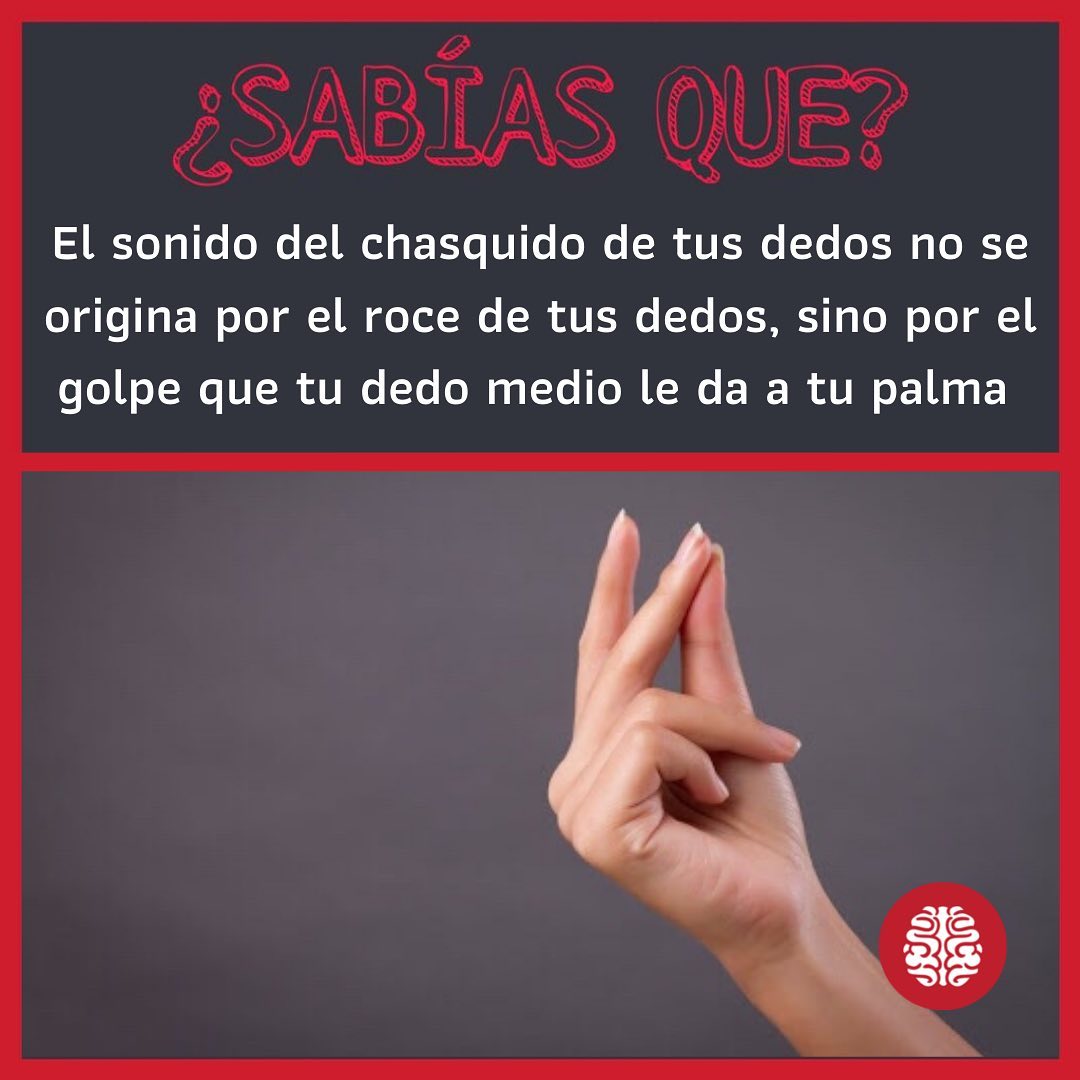 ¿SABÍAS QUE?
El sonido del chasquido de tus dedos no se
origina por el roce de tus dedos, sino por el
golpe que tu dedo medio le da a tu palma